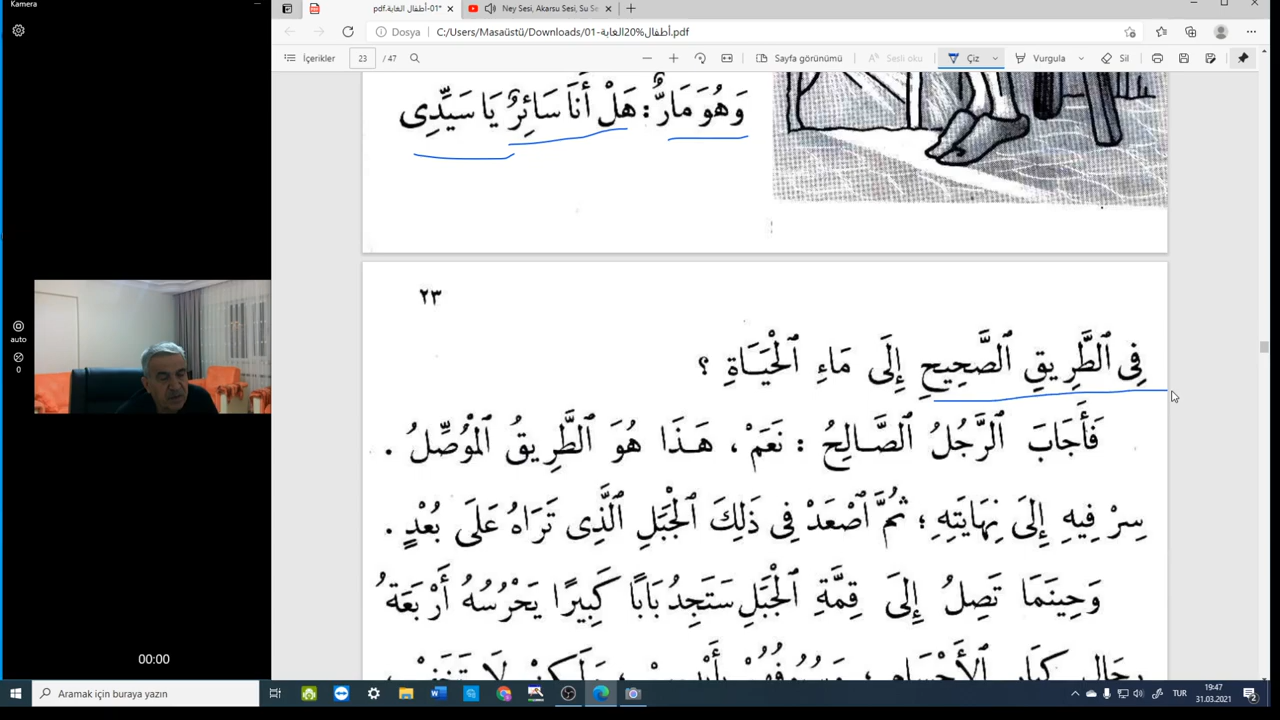 Kamera
*01-أطفال الغابة.pdf
Ney Sesi, Akarsu Sesi, Su Se
Dosya
C:/Users/Masaüstü/Downloads/01-أطفال%20الغابة.pdf
İçerikler
23
/ 47
Sayfa görünümü
Sesli oku
Çiz
Vurgula
Sil
وَهُوَ مَارٌّ : هَلْ أَنَا سَائِرٌ يَا سَيِّدِى
٢٣
فِى ٱلطَّرِيقِ ٱلصَّحِيحِ إِلَى مَاءِ ٱلْحَيَاةِ ؟
فَأَجَابَ ٱلرَّجُلُ ٱلصَّالِحُ : نَعَمْ، هَذَا هُوَ ٱلطَّرِيقُ ٱلْمُوَصِّلُ .
سِرْ فِيهِ إِلَى نِهَايَتِهِ ؛ ثُمَّ ٱصْعَدْ فِى ذَلِكَ ٱلْجَبَلِ ٱلَّذِى تَرَاهُ عَلَى بُعْدٍ .
وَحِينَمَا تَصِلُ إِلَى قِمَّةِ ٱلْجَبَلِ سَتَجِدُ بَابًا كَبِيرًا يَحْرُسُهُ أَرْبَعَةُ
auto
0
00:00
Aramak için buraya yazın
TUR
19:47
31.03.2021
2